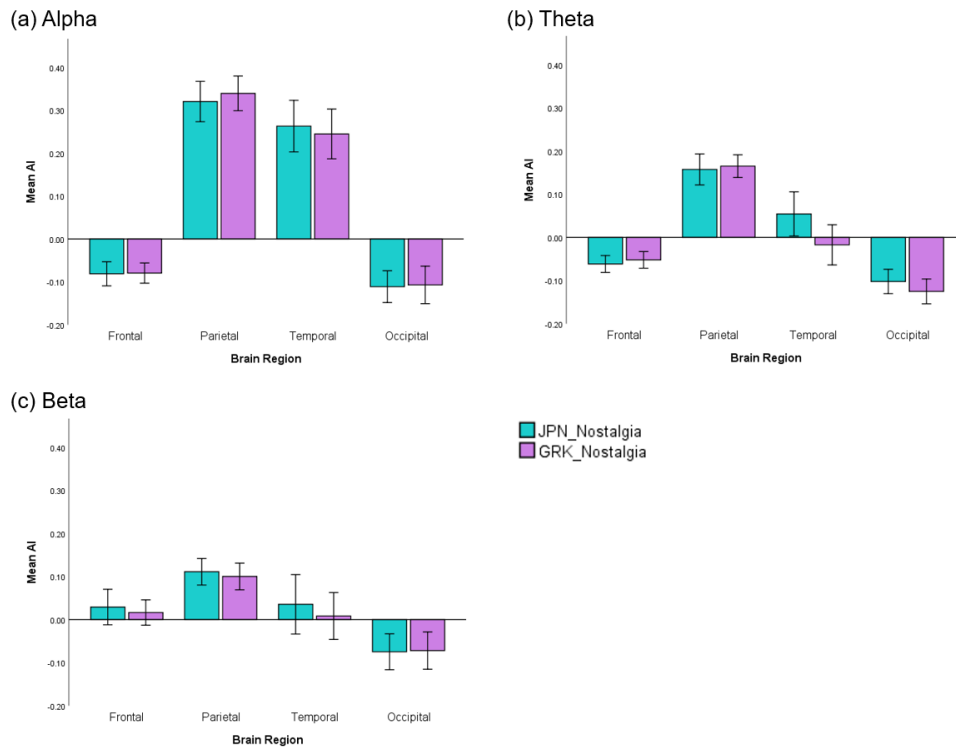 (a) Alpha
0.40
0.30
0.20
0.10
0.00
-0.10
-0.20
Mean AI
Frontal Parietal Temporal Occipital
Brain Region
(b) Theta
0.40
0.30
0.20
0.10
0.00
-0.10
-0.20
Mean AI
Frontal Parietal Temporal Occipital
Brain Region
(c) Beta
0.40
0.30
0.20
0.10
0.00
-0.10
-0.20
Mean AI
Frontal Parietal Temporal Occipital
Brain Region
JPN_Nostalgia
GRK_Nostalgia